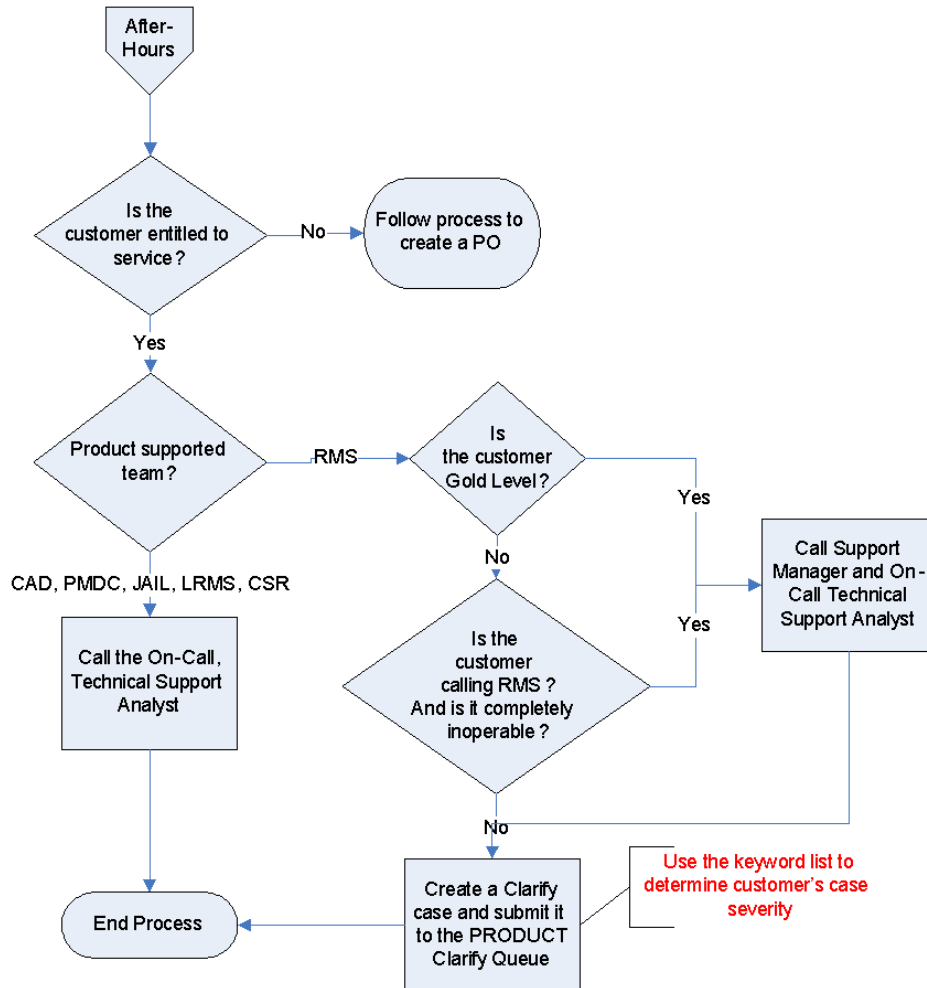 After-
Hours
Is the
customer entitled to
service?
No
Follow process to
create a PO
Yes
Product supported
team?
RMS
Is
the customer
Gold Level?
Yes
No
CAD, PMDC, JAIL, LRMS, CSR
Call Support
Manager and On-
Call Technical
Support Analyst
Yes
Is the
customer
calling RMS?
And is it completely
inoperable?
Call the On-Call,
Technical Support
Analyst
No
Use the keyword list to
determine customer's case
severity
Create a Clarify
case and submit it
to the PRODUCT
Clarify Queue
End Process